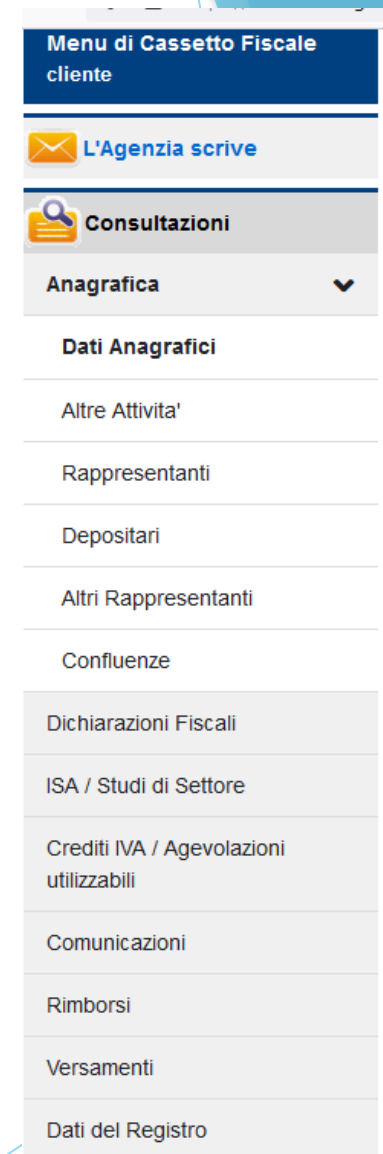 Menu di Cassetto Fiscale
cliente
L'Agenzia scrive
Consultazioni
Anagrafica
Dati Anagrafici
Altre Attivita'
Rappresentanti
Depositari
Altri Rappresentanti
Confluenze
Dichiarazioni Fiscali
ISA / Studi di Settore
Crediti IVA / Agevolazioni
utilizzabili
Comunicazioni
Rimborsi
Versamenti
Dati del Registro